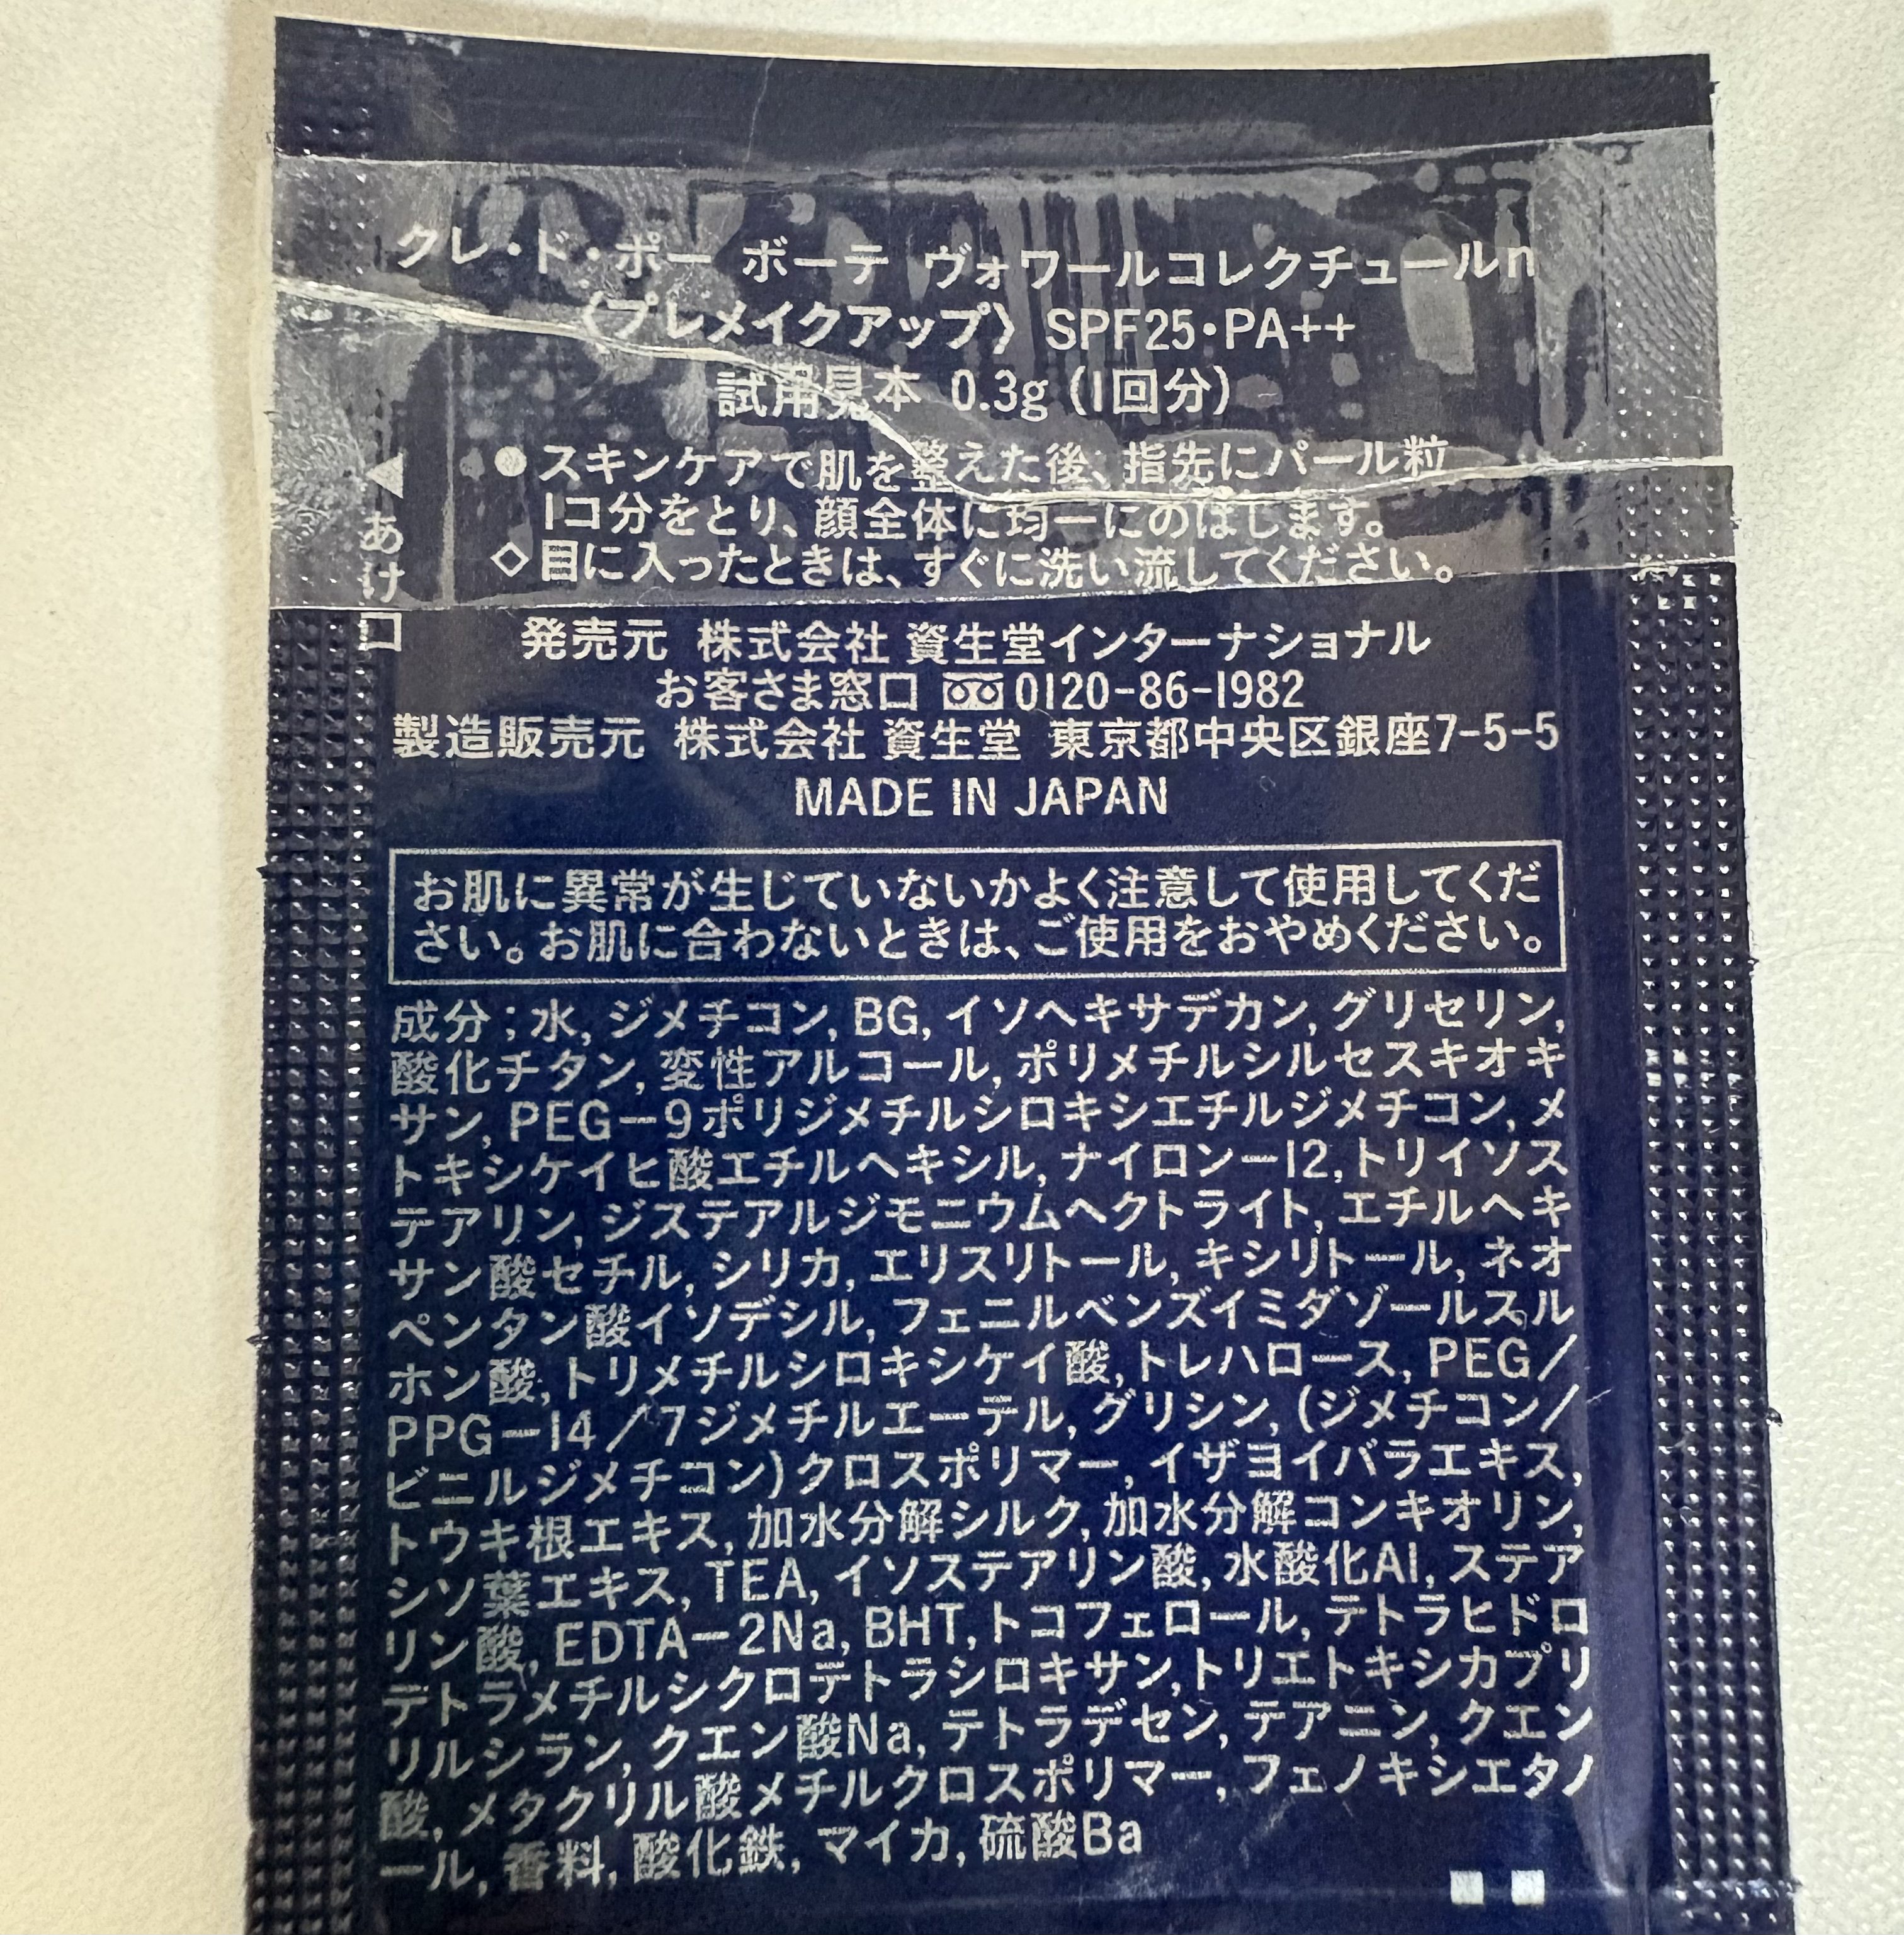 クレ・ド・ポー ボーテ ヴォワールコレクチュールn
〈プレメイクアップ〉 SPF25・PA++
試用見本 0.3g (1回分)
●スキンケアで肌を整えた後、指先にパール粒
1コ分をとり、顔全体に均一にのばします。
◇目に入ったときは、すぐに洗い流してください。
◀あけ口
発売元 株式会社 資生堂インターナショナル
お客さま窓口 0120-86-1982
製造販売元 株式会社 資生堂 東京都中央区銀座7-5-5
MADE IN JAPAN
お肌に異常が生じていないかよく注意して使用してくだ
さい。お肌に合わないときは、ご使用をおやめください。
成分；水, ジメチコン, BG, イソヘキサデカン, グリセリン,
酸化チタン, 変性アルコール, ポリメチルシルセスキオキ
サン, PEG－9ポリジメチルシロキシエチルジメチコン, メ
トキシケイヒ酸エチルヘキシル, ナイロン－12, トリイソス
テアリン, ジステアルジモニウムヘクトライト, エチルヘキ
サン酸セチル, シリカ, エリスリトール, キシリトール, ネオ
ペンタン酸イソデシル, フェニルベンズイミダゾールスル
ホン酸, トリメチルシロキシケイ酸, トレハロース, PEG／
PPG－14／7ジメチルエーテル, グリシン, (ジメチコン／
ビニルジメチコン)クロスポリマー, イザヨイバラエキス,
トウキ根エキス, 加水分解シルク, 加水分解コンキオリン,
シソ葉エキス, TEA, イソステアリン酸, 水酸化Al, ステア
リン酸, EDTA－2Na, BHT, トコフェロール, テトラヒドロ
テトラメチルシクロテトラシロキサン, トリエトキシカプリ
リルシラン, クエン酸Na, テトラデセン, テアニン, クエン
酸, メタクリル酸メチルクロスポリマー, フェノキシエタノ
ール, 香料, 酸化鉄, マイカ, 硫酸Ba